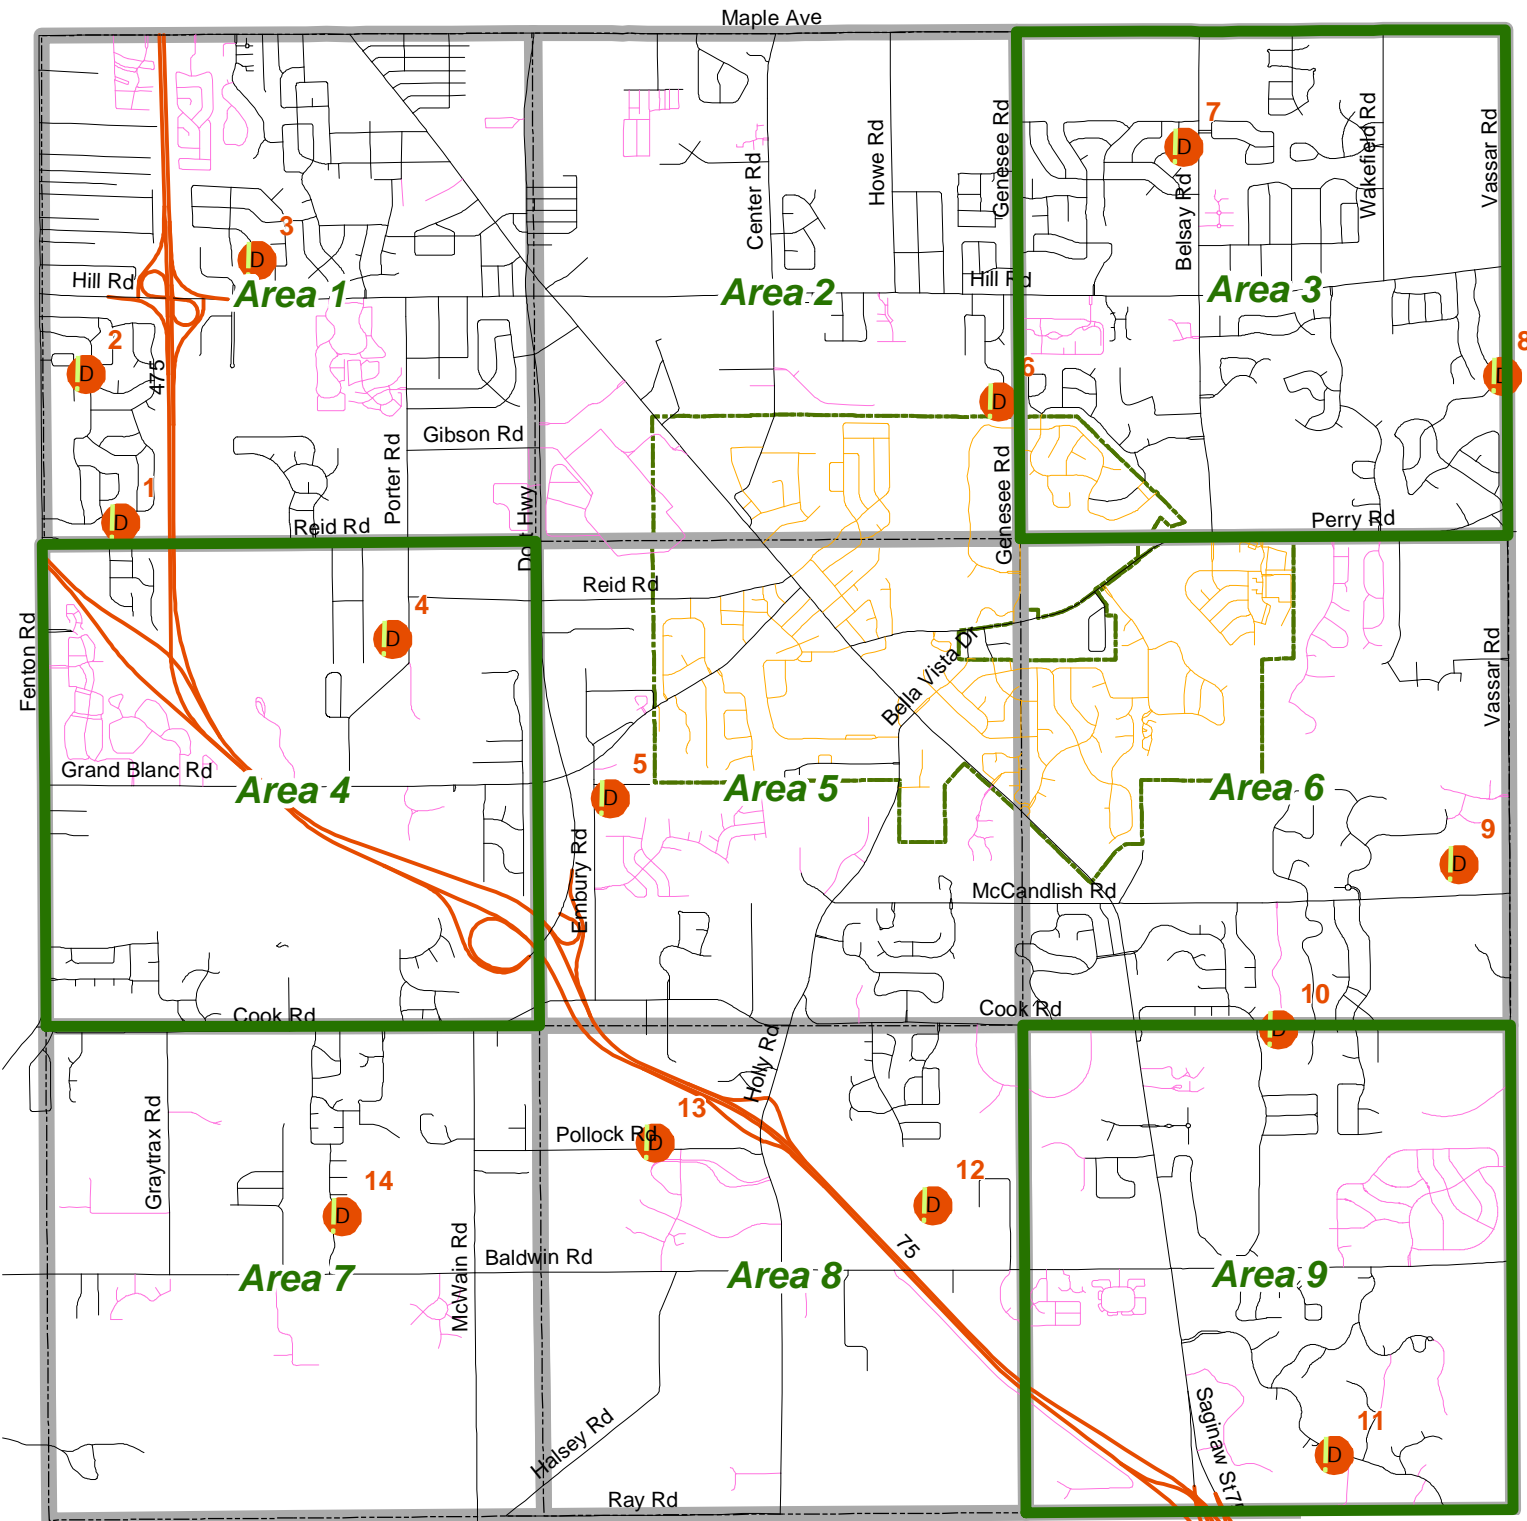 Maple Ave
Genesee Rd
Howe Rd
Center Rd
Wakefield Rd
Vassar Rd
Belsay Rd
7
D
3
D
Hill Rd
Area 1
Area 2
Hill Rd
Area 3
2
D
475
8
D
6
D
Gibson Rd
Porter Rd
Genesee Rd
1
D
Reid Rd
Dort Hwy
Perry Rd
Reid Rd
4
D
Fenton Rd
Bella Vista Dr
Vassar Rd
Grand Blanc Rd
Area 4
5
D
Area 5
Area 6
Embury Rd
9
D
McCandlish Rd
10
D
Cook Rd
Cook Rd
Holly Rd
Graytrax Rd
13
Pollock Rd
D
14
D
12
D
McWain Rd
Baldwin Rd
75
Area 7
Area 8
Area 9
Halsey Rd
Saginaw St
11
D
Ray Rd